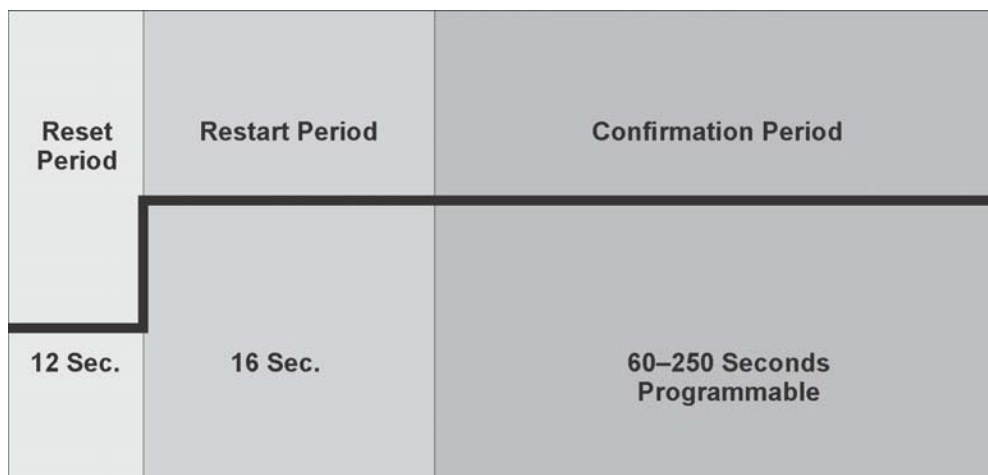 Reset
Period
Restart Period
Confirmation Period
12 Sec.
16 Sec.
60–250 Seconds
Programmable